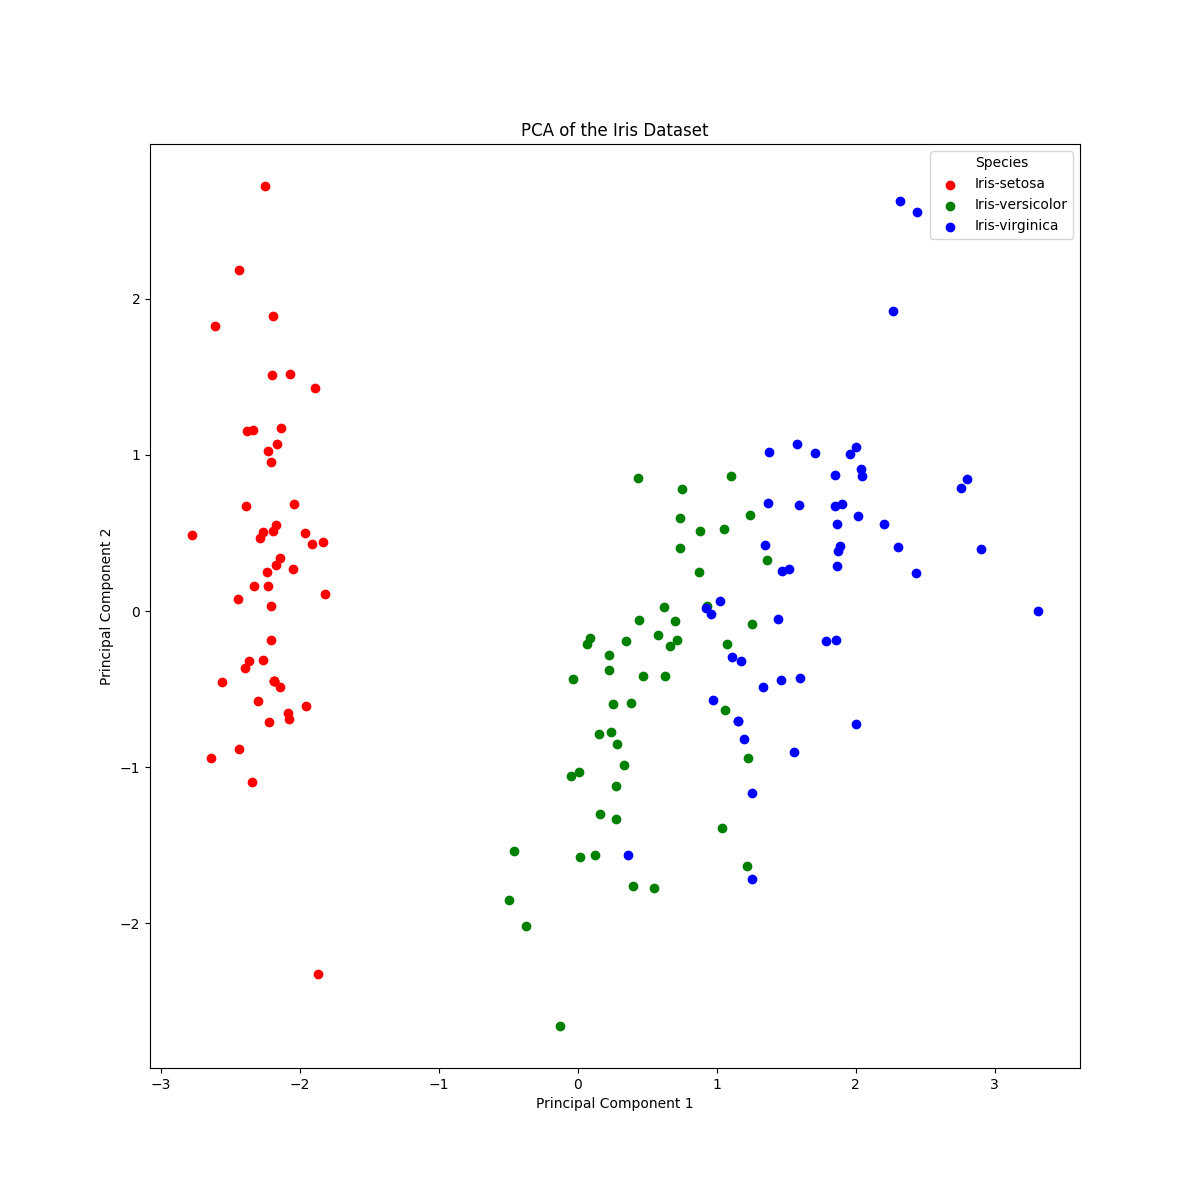 PCA of the Iris Dataset
Species
Iris-setosa
Iris-versicolor
Iris-virginica
2
1
0
−1
−2
Principal Component 2
−3
−2
−1
0
1
2
3
Principal Component 1